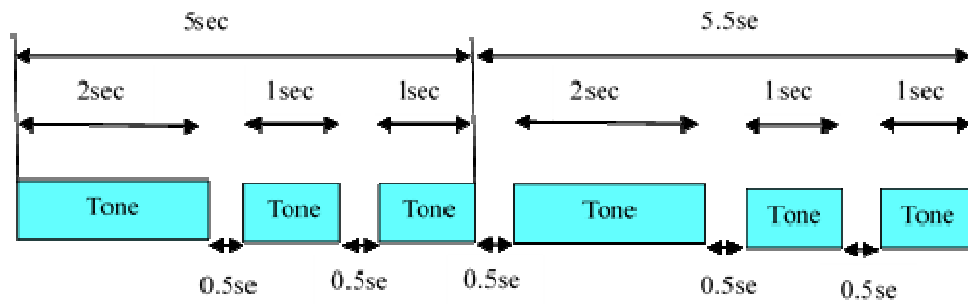 5sec 5.5se
2sec 1sec 1sec 2sec 1sec 1sec
Tone Tone Tone Tone Tone Tone
0.5se 0.5se 0.5se 0.5se 0.5se